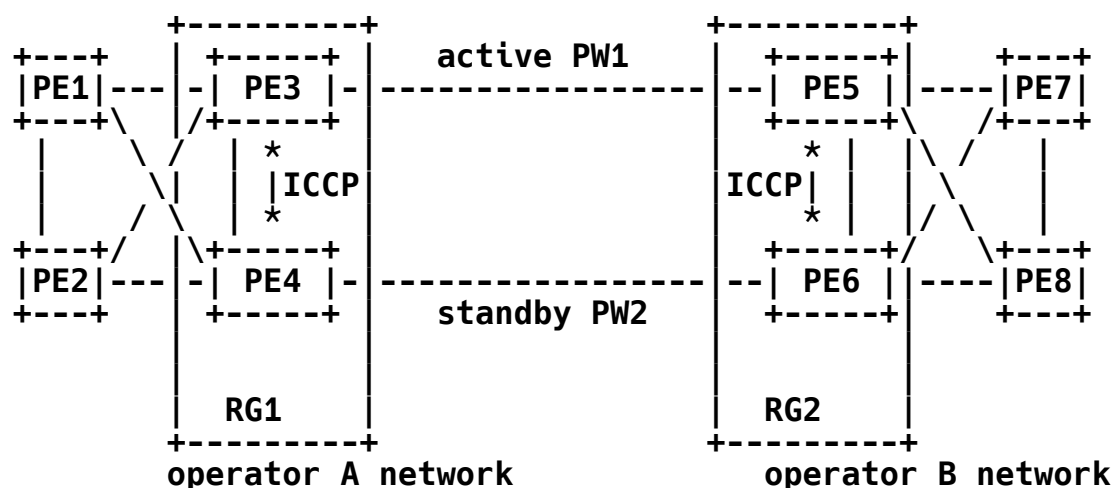 active PW1
PE1 PE3 PE5 PE7
ICCP ICCP
PE2 PE4 PE6 PE8
standby PW2
RG1 RG2
operator A network operator B network